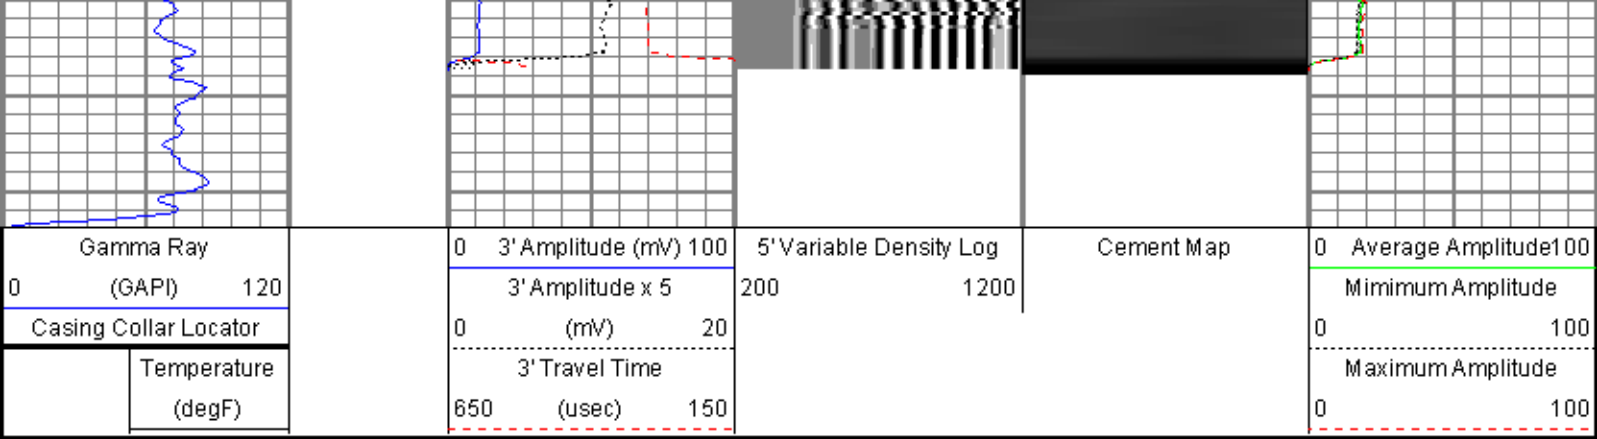 Gamma Ray
0 (GAPI) 120
Casing Collar Locator
Temperature
(degF)
0 3' Amplitude (mV) 100
3' Amplitude x 5
0 (mV) 20
3' Travel Time
650 (usec) 150
5' Variable Density Log
200 1200
Cement Map
0 Average Amplitude100
Mimimum Amplitude
0 100
Maximum Amplitude
0 100